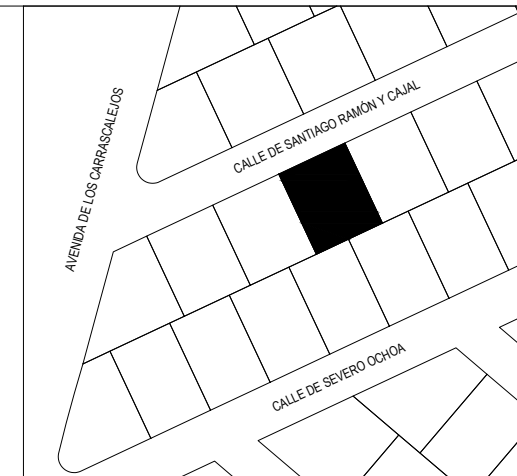 AVENIDA DE LOS CARRASCALEJOS
CALLE DE SANTIAGO RAMÓN Y CAJAL
CALLE DE SEVERO OCHOA